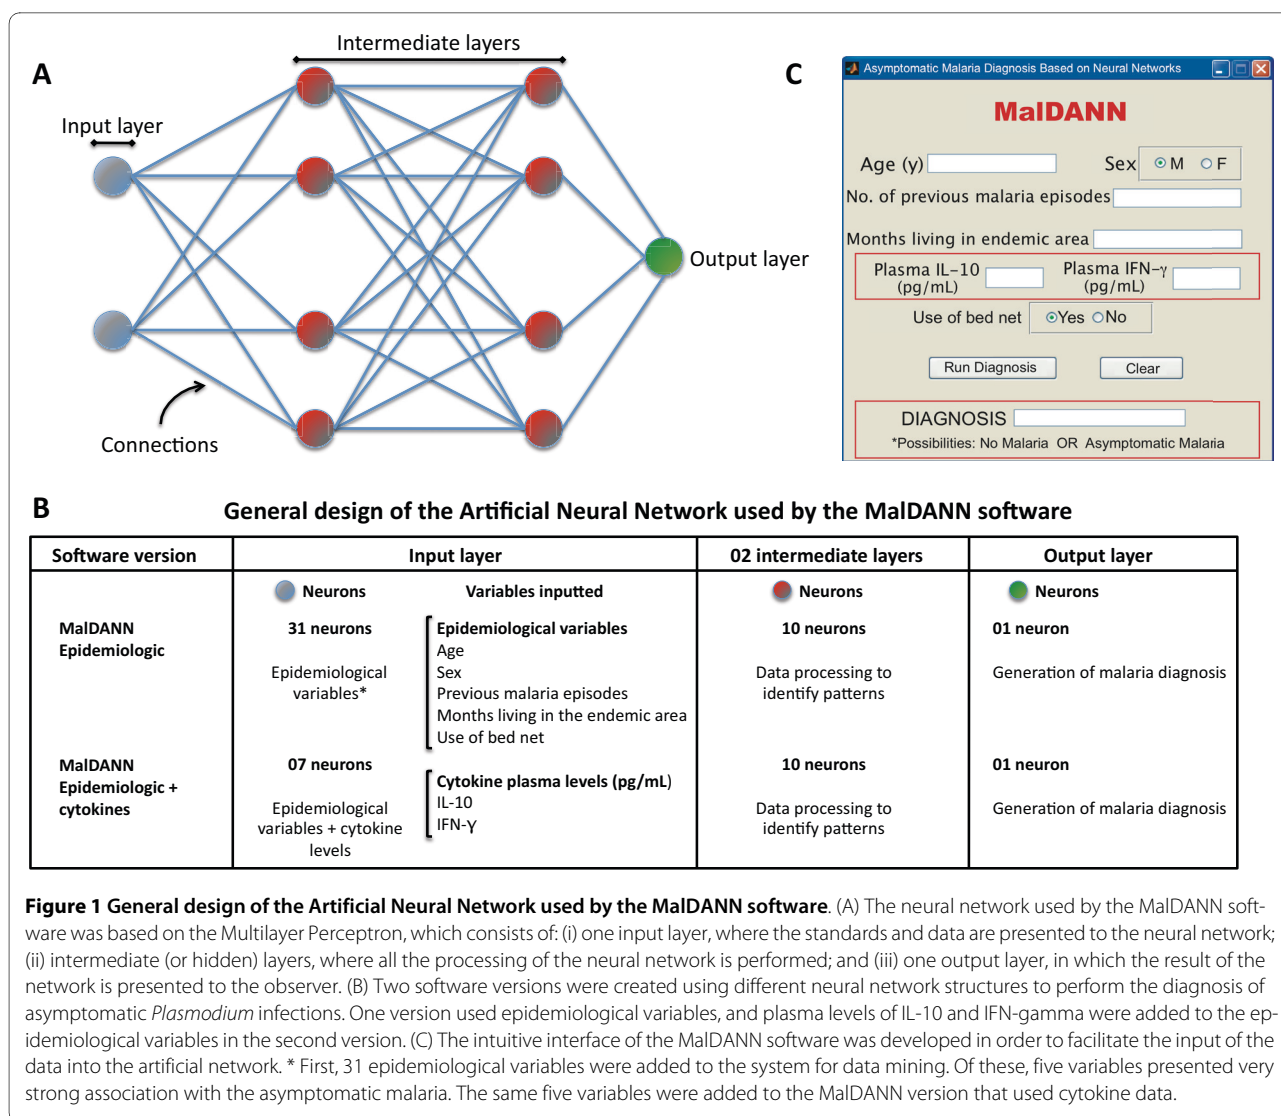 A
Intermediate layers
Input layer
Output layer
Connections
C
Asymptomatic Malaria Diagnosis Based on Neural Networks
MalDANN
Age (y)
Sex M F
No. of previous malaria episodes
Months living in endemic area
Plasma IL-10 Plasma IFN-γ
(pg/mL) (pg/mL)
Use of bed net Yes No
Run Diagnosis Clear
DIAGNOSIS
*Possibilities: No Malaria OR Asymptomatic Malaria
B
General design of the Artificial Neural Network used by the MalDANN software
Software version Input layer 02 intermediate layers Output layer
Neurons Variables inputted Neurons Neurons
MalDANN
Epidemiologic
31 neurons
Epidemiological
variables*
Epidemiological variables
Age
Sex
Previous malaria episodes
Months living in the endemic area
Use of bed net
10 neurons
Data processing to
identify patterns
01 neuron
Generation of malaria diagnosis
MalDANN
Epidemiologic +
cytokines
07 neurons
Epidemiological
variables + cytokine
levels
Cytokine plasma levels (pg/mL)
IL-10
IFN-γ
10 neurons
Data processing to
identify patterns
01 neuron
Generation of malaria diagnosis
Figure 1 General design of the Artificial Neural Network used by the MalDANN software. (A) The neural network used by the MalDANN soft-
ware was based on the Multilayer Perceptron, which consists of: (i) one input layer, where the standards and data are presented to the neural network;
(ii) intermediate (or hidden) layers, where all the processing of the neural network is performed; and (iii) one output layer, in which the result of the
network is presented to the observer. (B) Two software versions were created using different neural network structures to perform the diagnosis of
asymptomatic Plasmodium infections. One version used epidemiological variables, and plasma levels of IL-10 and IFN-gamma were added to the ep-
idemiological variables in the second version. (C) The intuitive interface of the MalDANN software was developed in order to facilitate the input of the
data into the artificial network. * First, 31 epidemiological variables were added to the system for data mining. Of these, five variables presented very
strong association with the asymptomatic malaria. The same five variables were added to the MalDANN version that used cytokine data.